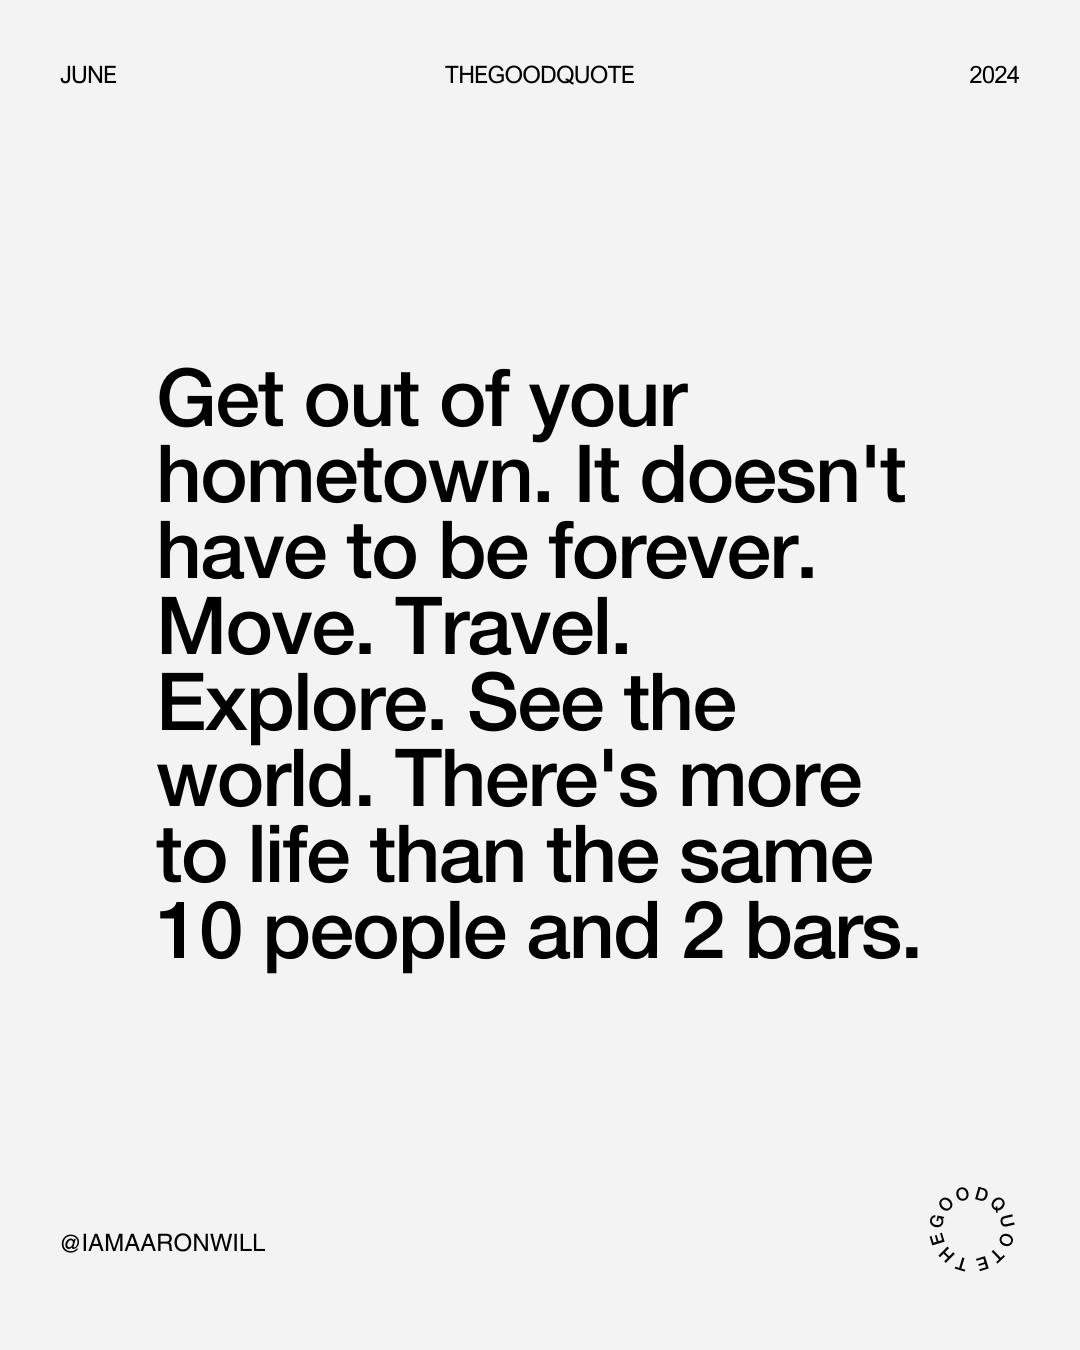 JUNE THEGOODQUOTE 2024
Get out of your
hometown. It doesn't
have to be forever.
Move. Travel.
Explore. See the
world. There's more
to life than the same
10 people and 2 bars.
@IAMAARONWILL
THEGOODQUOTE